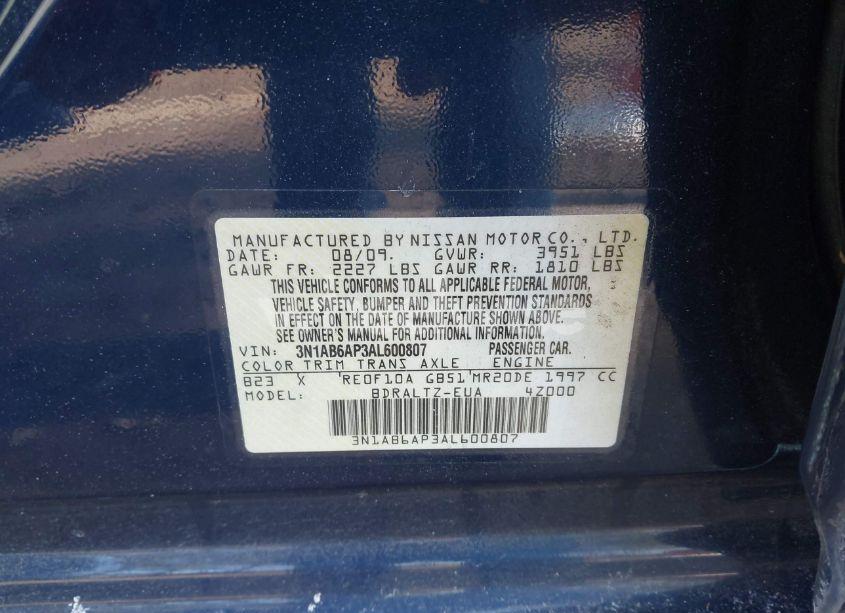 MANUFACTURED BY NISSAN MOTOR CO., LTD.
DATE: 08/09. GVWR: 3951 LBS
GAWR FR: 2227 LBS GAWR RR: 1810 LBS
THIS VEHICLE CONFORMS TO ALL APPLICABLE FEDERAL MOTOR,
VEHICLE SAFETY, BUMPER AND THEFT PREVENTION STANDARDS
IN EFFECT ON THE DATE OF MANUFACTURE SHOWN ABOVE.
SEE OWNER'S MANUAL FOR ADDITIONAL INFORMATION.
VIN: 3N1AB6AP3AL600807 PASSENGER CAR.
COLOR TRIM TRANS AXLE ENGINE
B23 X RE0F10A GB51 MR20DE 1997 CC
MODEL: BDRALTZ-EUA 4Z000
3N1AB6AP3AL600807